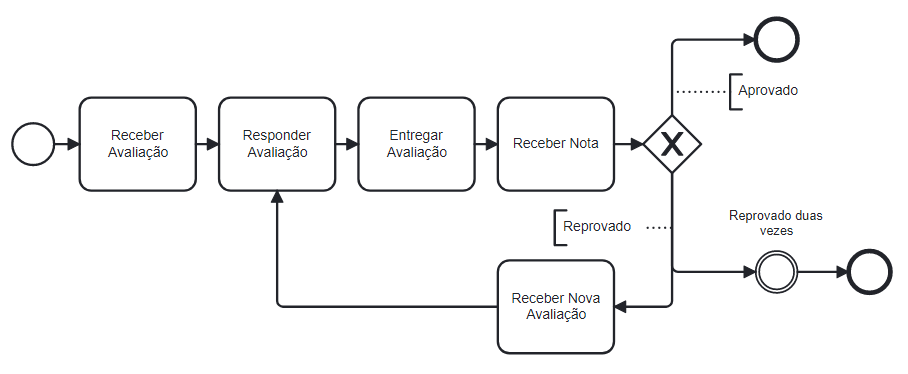 Receber
Avaliação
Responder
Avaliação
Entregar
Avaliação
Receber Nota
X
Aprovado
Reprovado
Reprovado duas
vezes
Receber Nova
Avaliação